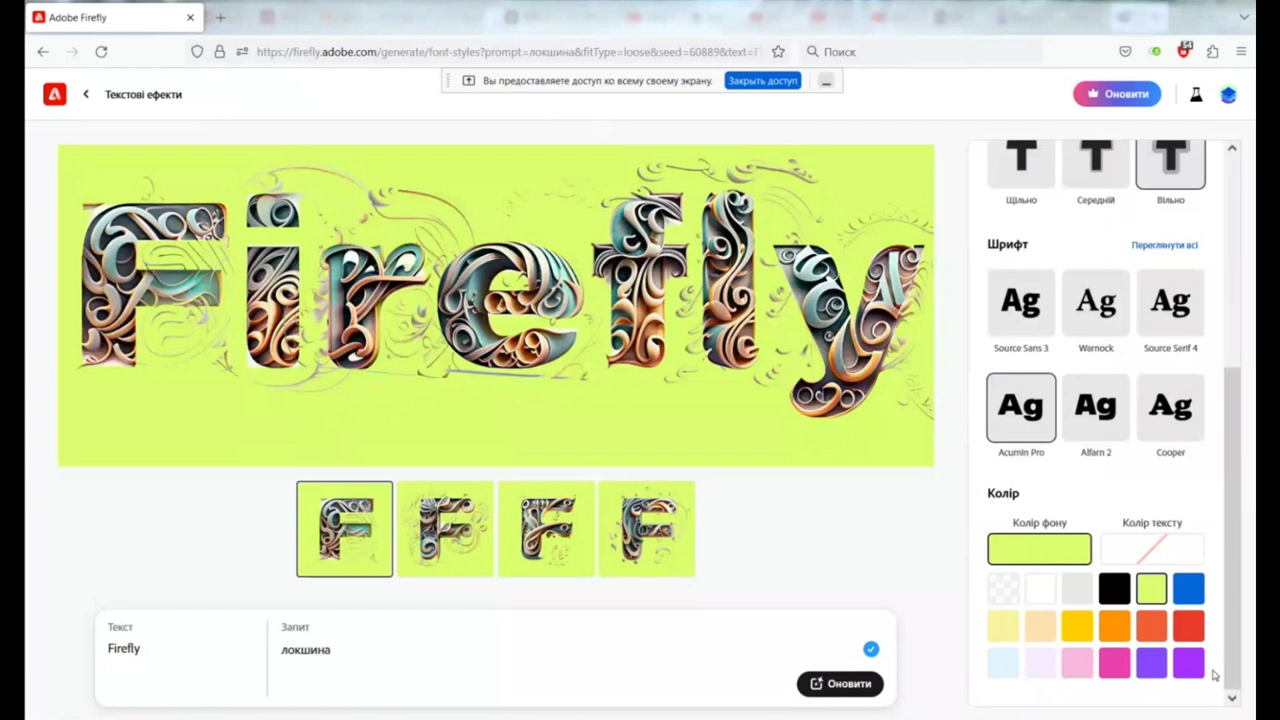 Adobe Firefly
https://firefly.adobe.com/generate/font-styles?prompt=локшина&fitType=loose&seed=60889&text=F
Поиск
Вы предоставляете доступ ко всему своему экрану.
Закрыть доступ
Текстові ефекти
Оновити
Firefly
F F F F
Текст
Firefly
Запит
локшина
Оновити
T T T
Щільно Середній Вільно
Шрифт Переглянути всі
Ag Ag Ag
Source Sans 3 Warnock Source Serif 4
Ag Ag Ag
Acumin Pro Alfarn 2 Cooper
Колір
Колір фону Колір тексту